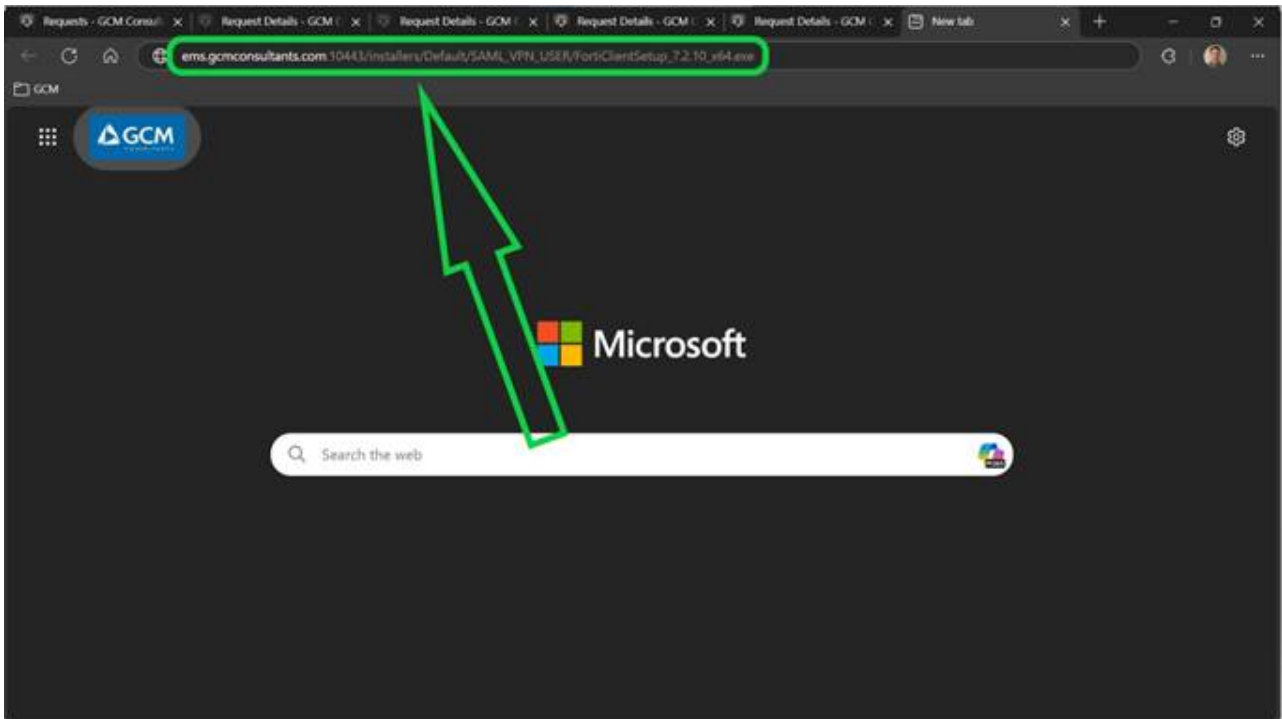 Requests - GCM Consul
Request Details - GCM
Request Details - GCM
Request Details - GCM
Request Details - GCM
New tab
ems.gcmconsultants.com:10443/installers/Default/SAML_VPN_USER/FortiClientSetup_7.2.10_x64.exe
GCM
GCM
Microsoft
Search the web